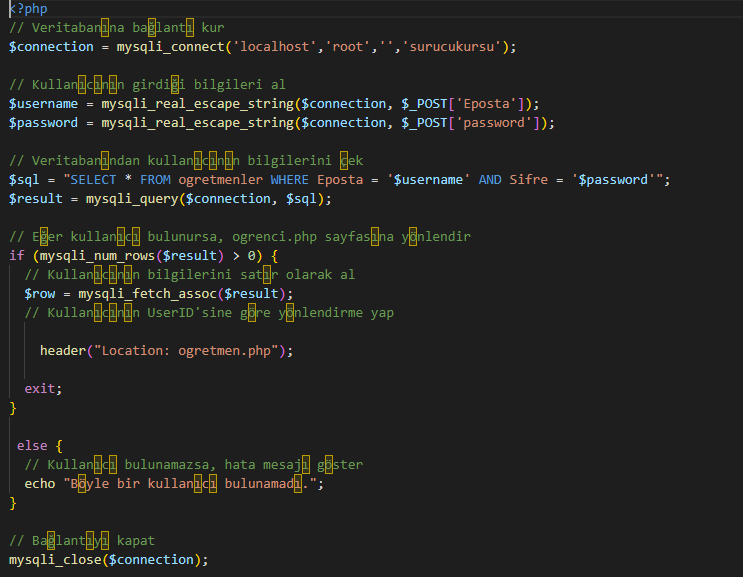 <?php
// Veritabanına bağlantı kur
$connection = mysqli_connect('localhost','root','','surucukursu');
// Kullanıcının girdiği bilgileri al
$username = mysqli_real_escape_string($connection, $_POST['Eposta']);
$password = mysqli_real_escape_string($connection, $_POST['password']);
// Veritabanından kullanıcının bilgilerini çek
$sql = "SELECT * FROM ogretmenler WHERE Eposta = '$username' AND Sifre = '$password'";
$result = mysqli_query($connection, $sql);
// Eğer kullanıcı bulunursa, ogrenci.php sayfasına yönlendir
if (mysqli_num_rows($result) > 0) {
// Kullanıcının bilgilerini satır olarak al
$row = mysqli_fetch_assoc($result);
// Kullanıcının UserID'sine göre yönlendirme yap
header("Location: ogretmen.php");
exit;
}
else {
// Kullanıcı bulunamazsa, hata mesajı göster
echo "Böyle bir kullanıcı bulunamadı.";
}
// Bağlantıyı kapat
mysqli_close($connection);